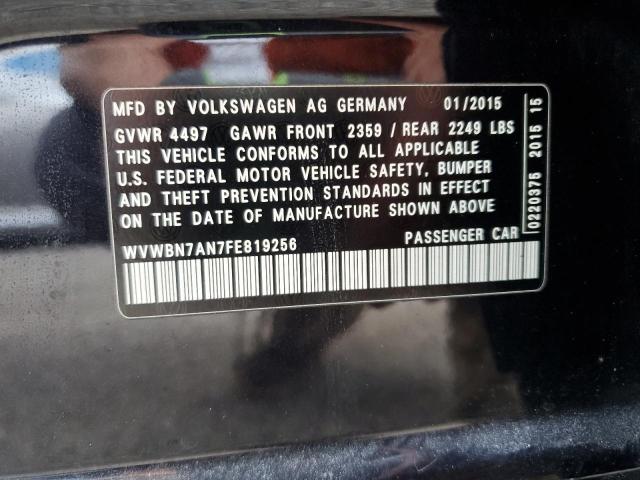 MFD BY VOLKSWAGEN AG GERMANY 01/2015
GVWR 4497 GAWR FRONT 2359 / REAR 2249 LBS
THIS VEHICLE CONFORMS TO ALL APPLICABLE
U.S. FEDERAL MOTOR VEHICLE SAFETY, BUMPER
AND THEFT PREVENTION STANDARDS IN EFFECT
ON THE DATE OF MANUFACTURE SHOWN ABOVE
WVWBN7AN7FE819256 PASSENGER CAR
0220375 2015 15